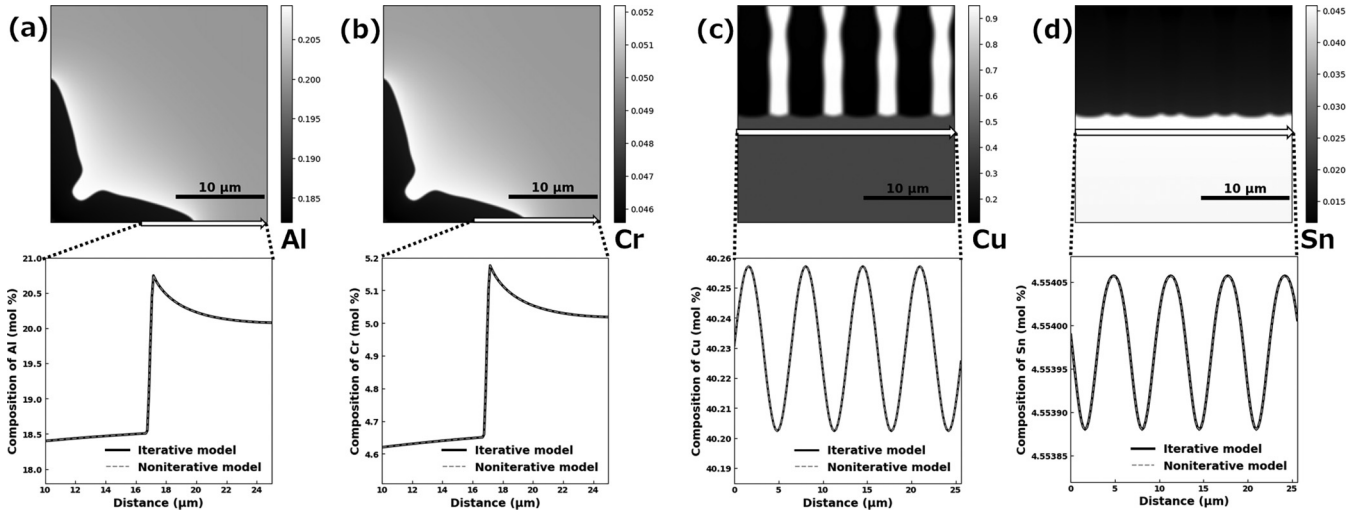 (a)
0.205
0.200
0.195
0.190
0.185
10 μm
Al
(b)
0.052
0.051
0.050
0.049
0.048
0.047
0.046
10 μm
Cr
(c)
0.9
0.8
0.7
0.6
0.5
0.4
0.3
0.2
10 μm
Cu
(d)
0.045
0.040
0.035
0.030
0.025
0.020
0.015
10 μm
Sn
Composition of Al (mol %)
21.0
20.5
20.0
19.5
19.0
18.5
18.0
Iterative model
Noniterative model
10 12 14 16 18 20 22 24
Distance (μm)
Composition of Cr (mol %)
5.2
5.1
5.0
4.9
4.8
4.7
4.6
Iterative model
Noniterative model
10 12 14 16 18 20 22 24
Distance (μm)
Composition of Cu (mol %)
40.26
40.25
40.24
40.23
40.22
40.21
40.20
40.19
Iterative model
Noniterative model
0 5 10 15 20 25
Distance (μm)
Composition of Sn (mol %)
4.55405
4.55400
4.55395
4.55390
4.55385
Iterative model
Noniterative model
0 5 10 15 20 25
Distance (μm)